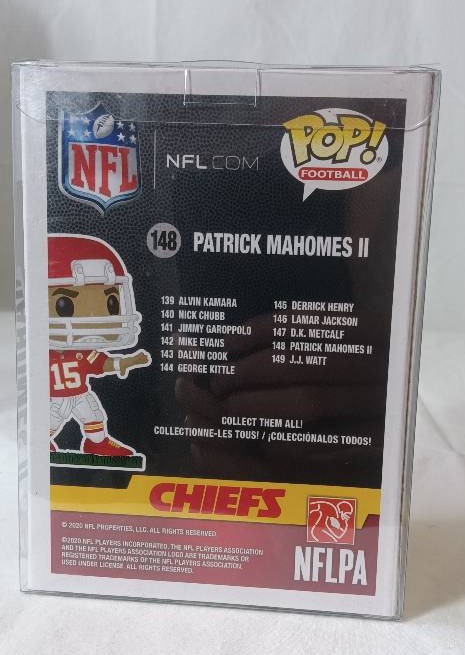 NFL
NFL.COM
POP!
FOOTBALL
148 PATRICK MAHOMES II
139 ALVIN KAMARA
140 NICK CHUBB
141 JIMMY GAROPPOLO
142 MIKE EVANS
143 DALVIN COOK
144 GEORGE KITTLE
145 DERRICK HENRY
146 LAMAR JACKSON
147 D.K. METCALF
148 PATRICK MAHOMES II
149 J.J. WATT
15
COLLECT THEM ALL!
COLLECTIONNE-LES TOUS! / ¡COLECCIÓNALOS TODOS!
CHIEFS
© 2020 NFL PROPERTIES, LLC. ALL RIGHTS RESERVED.
©2020 NFL PLAYERS INCORPORATED. THE NFL PLAYERS ASSOCIATION
AND THE NFL PLAYERS ASSOCIATION LOGO ARE TRADEMARKS OR
REGISTERED TRADEMARKS OF THE NFL PLAYERS ASSOCIATION
USED UNDER LICENSE. ALL RIGHTS RESERVED.
NFLPA